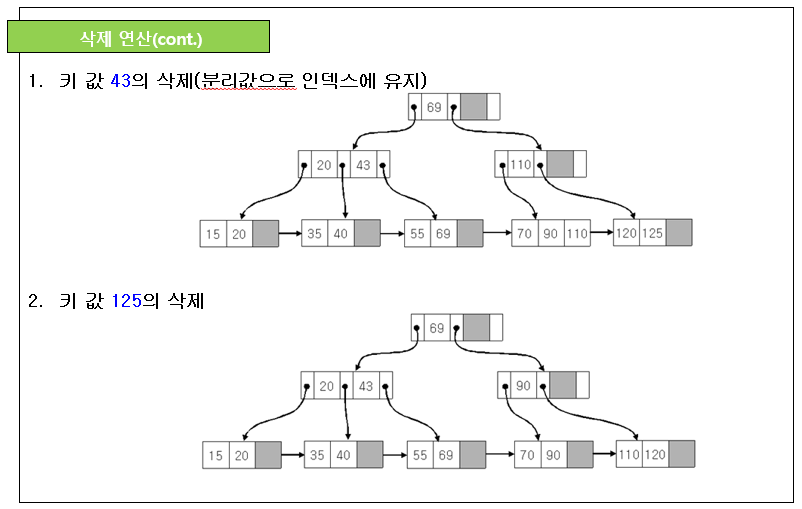 삭제 연산(cont.)
1. 키 값 43의 삭제(분리값으로 인덱스에 유지)
69
20 43 110
15 20 35 40 55 69 70 90 110 120 125
2. 키 값 125의 삭제
69
20 43 90
15 20 35 40 55 69 70 90 110 120